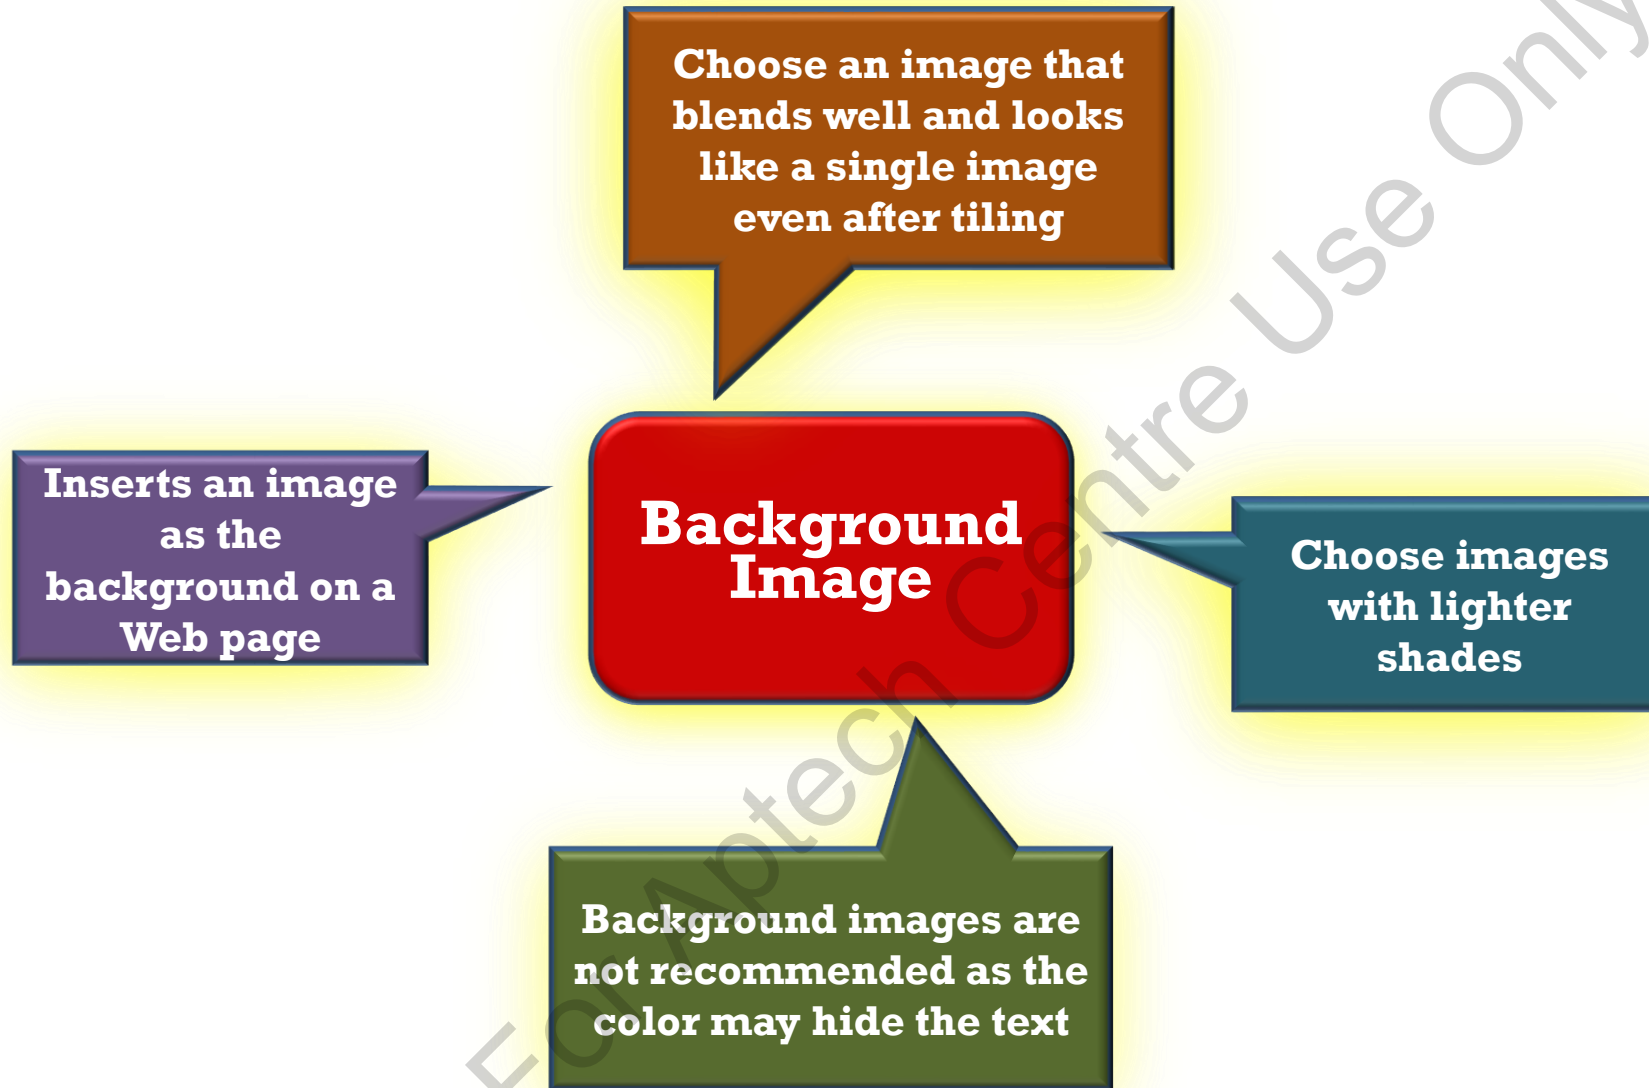 Choose an image that
blends well and looks
like a single image
even after tiling
Inserts an image
as the
background on a
Web page
Background
Image
Choose images
with lighter
shades
Background images are
not recommended as the
color may hide the text
For Aptech Centre Use Only